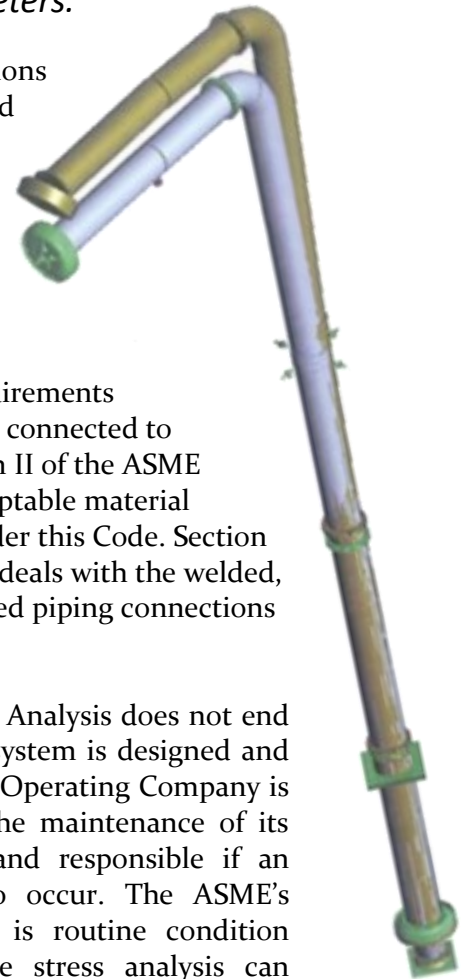 eters.
ions
d
irements
connected to
n II of the ASME
ptable material
der this Code. Section
deals with the welded,
ed piping connections
Analysis does not end
ystem is designed and
Operating Company is
he maintenance of its
and responsible if an
o occur. The ASME's
is routine condition
e stress analysis can